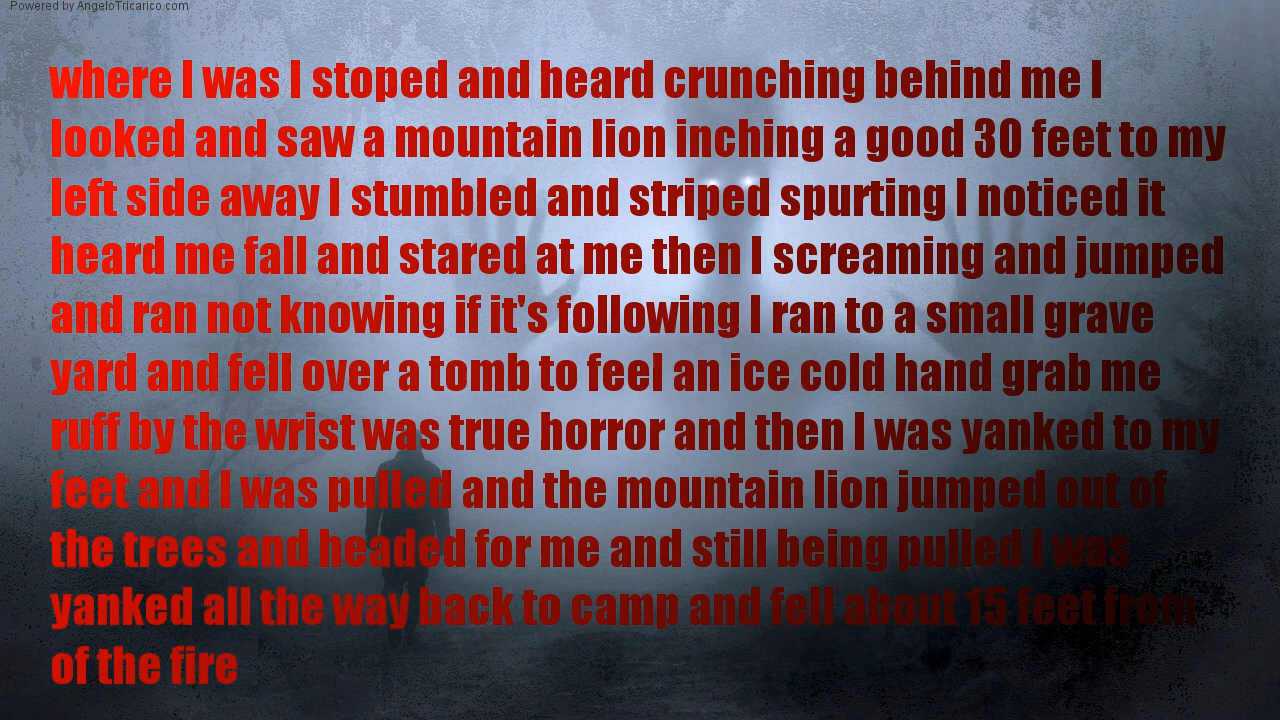 Powered by AngeloTricarico.com
where I was I stoped and heard crunching behind me I
looked and saw a mountain lion inching a good 30 feet to my
left side away I stumbled and striped spurting I noticed it
heard me fall and stared at me then I screaming and jumped
and ran not knowing if it's following I ran to a small grave
yard and fell over a tomb to feel an ice cold hand grab me
ruff by the wrist was true horror and then I was yanked to my
feet and I was pulled and the mountain lion jumped out of
the trees and headed for me and still being pulled I was
yanked all the way back to camp and fell about 15 feet from
of the fire